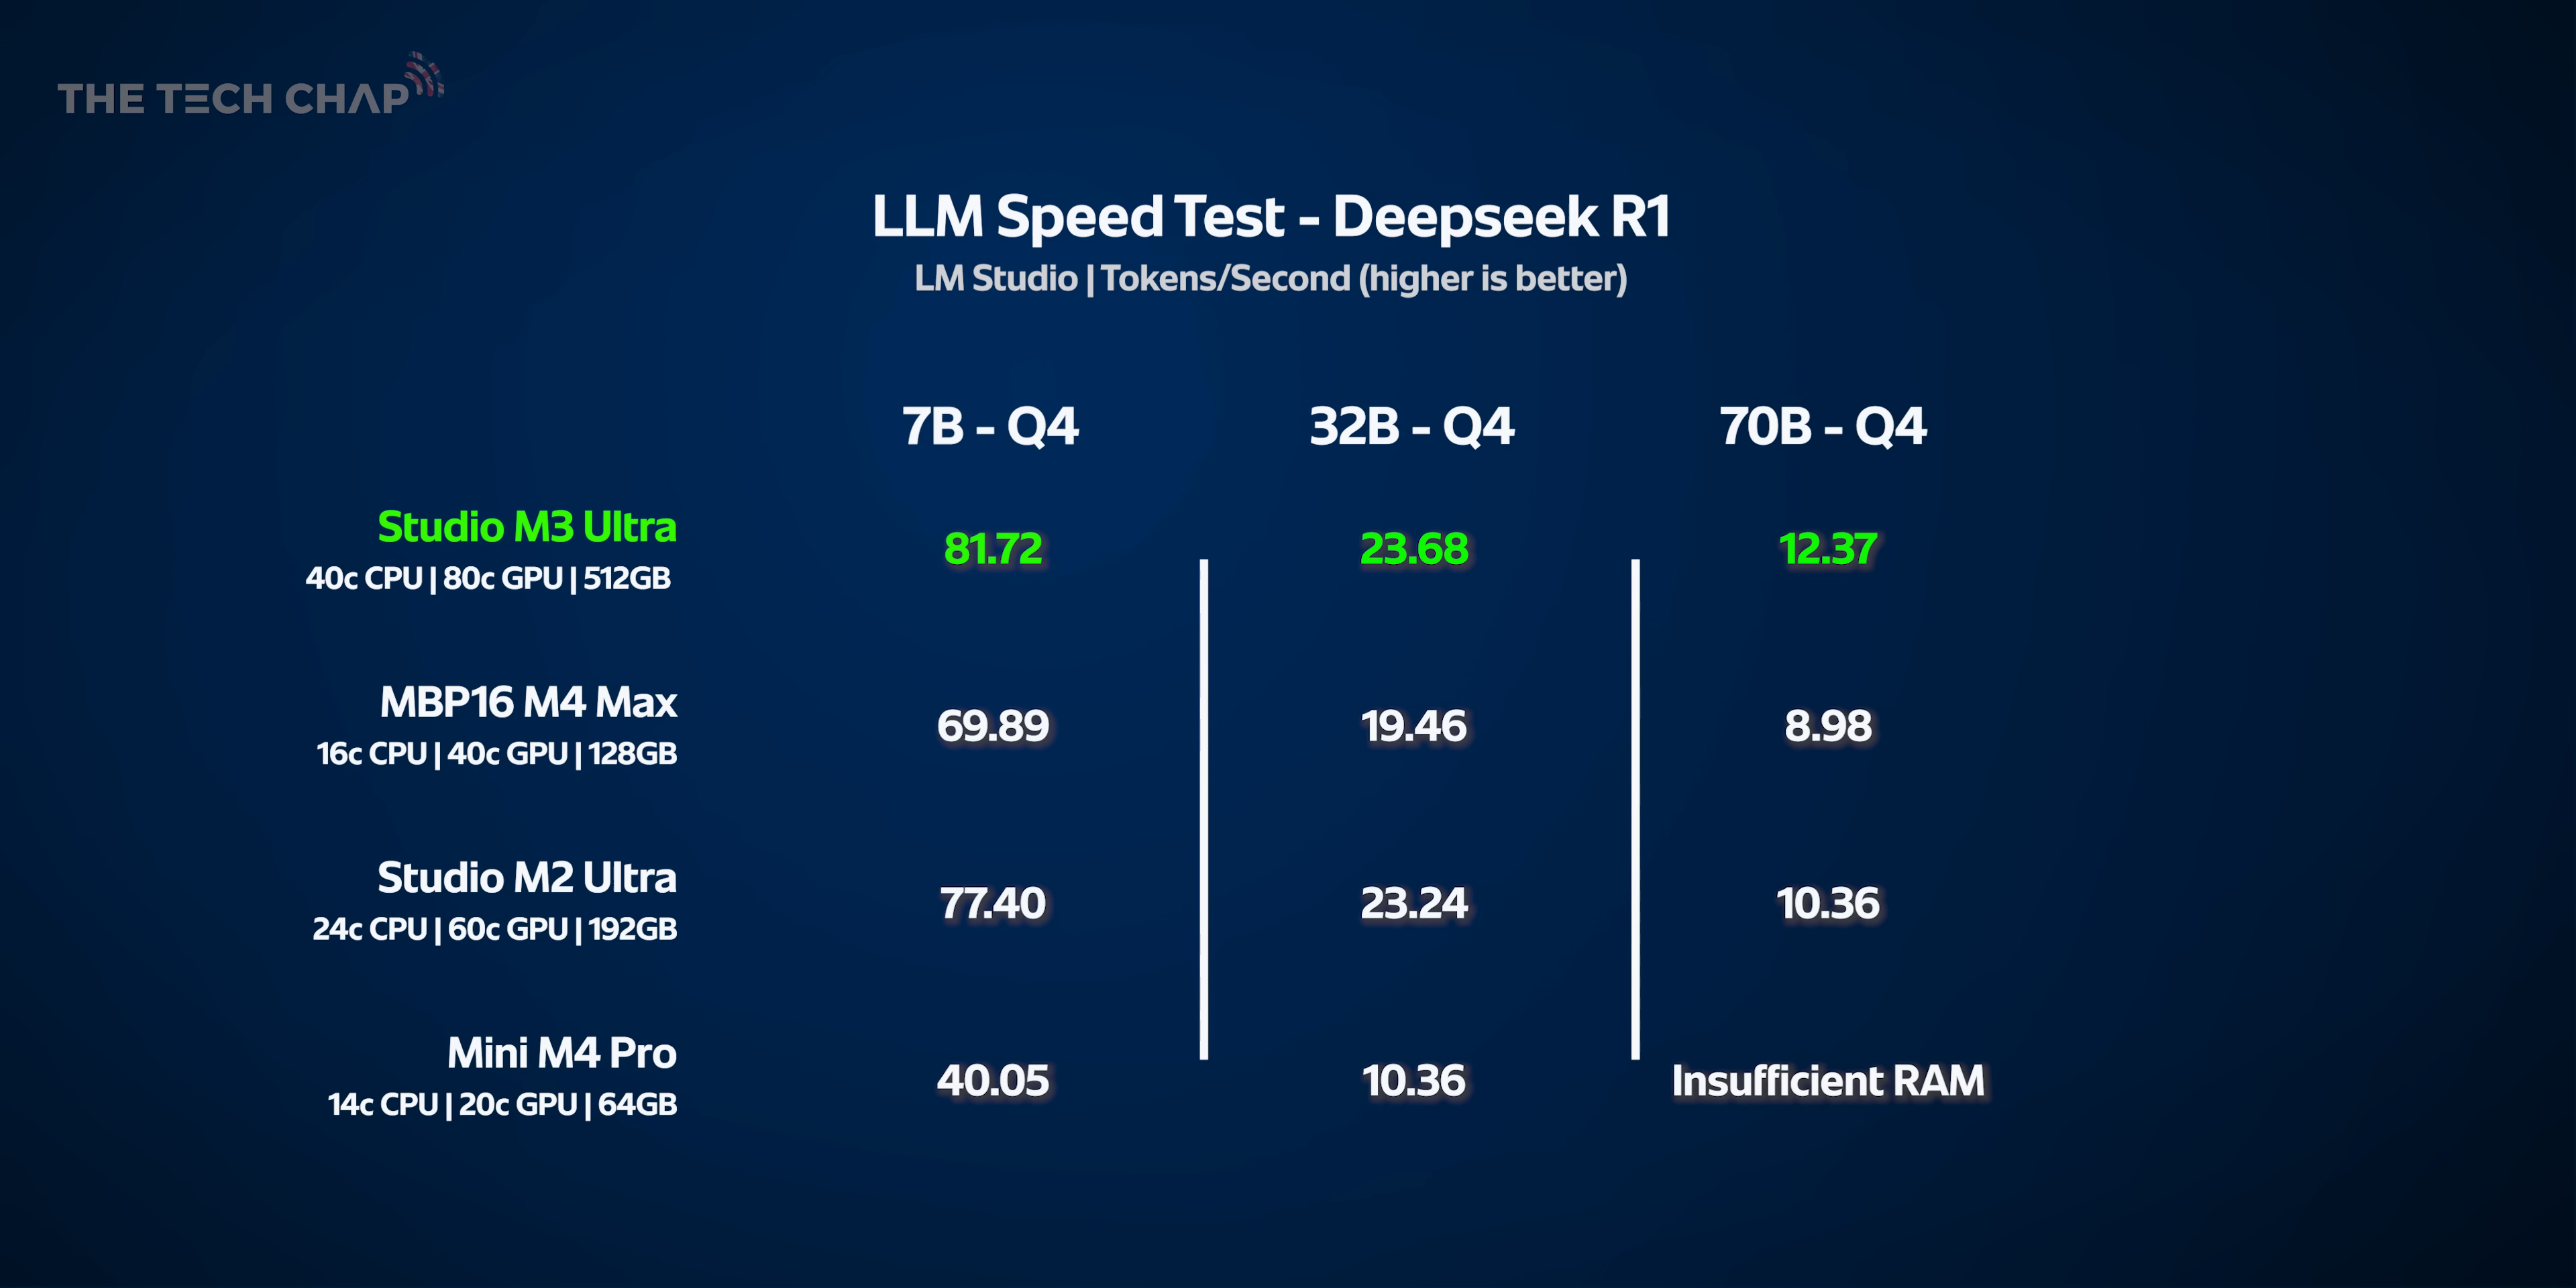 THE TECH CHAP
LLM Speed Test - Deepseek R1
LM Studio | Tokens/Second (higher is better)
7B - Q4 32B - Q4 70B - Q4
Studio M3 Ultra 81.72 23.68 12.37
40c CPU | 80c GPU | 512GB
MBP16 M4 Max 69.89 19.46 8.98
16c CPU | 40c GPU | 128GB
Studio M2 Ultra 77.40 23.24 10.36
24c CPU | 60c GPU | 192GB
Mini M4 Pro 40.05 10.36 Insufficient RAM
14c CPU | 20c GPU | 64GB